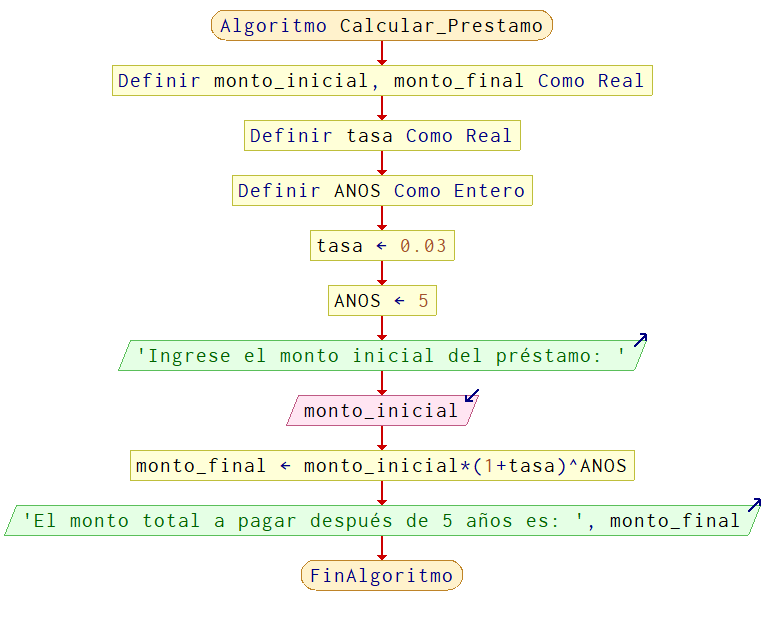 Algoritmo Calcular_Prestamo
Definir monto_inicial, monto_final Como Real
Definir tasa Como Real
Definir ANOS Como Entero
tasa ← 0.03
ANOS ← 5
'Ingrese el monto inicial del préstamo: '
monto_inicial
monto_final ← monto_inicial*(1+tasa)^ANOS
'El monto total a pagar después de 5 años es: ', monto_final
FinAlgoritmo